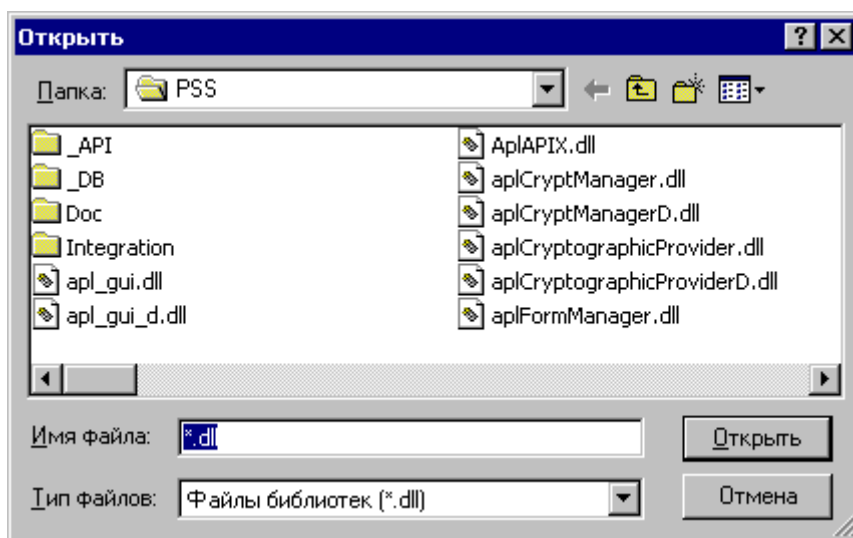 Открыть
Папка: PSS
_API
_DB
Doc
Integration
apl_gui.dll
apl_gui_d.dll
AplAPIX.dll
aplCryptManager.dll
aplCryptManagerD.dll
aplCryptographicProvider.dll
aplCryptographicProviderD.dll
aplFormManager.dll
Имя файла: *.dll Открыть
Тип файлов: Файлы библиотек (*.dll) Отмена